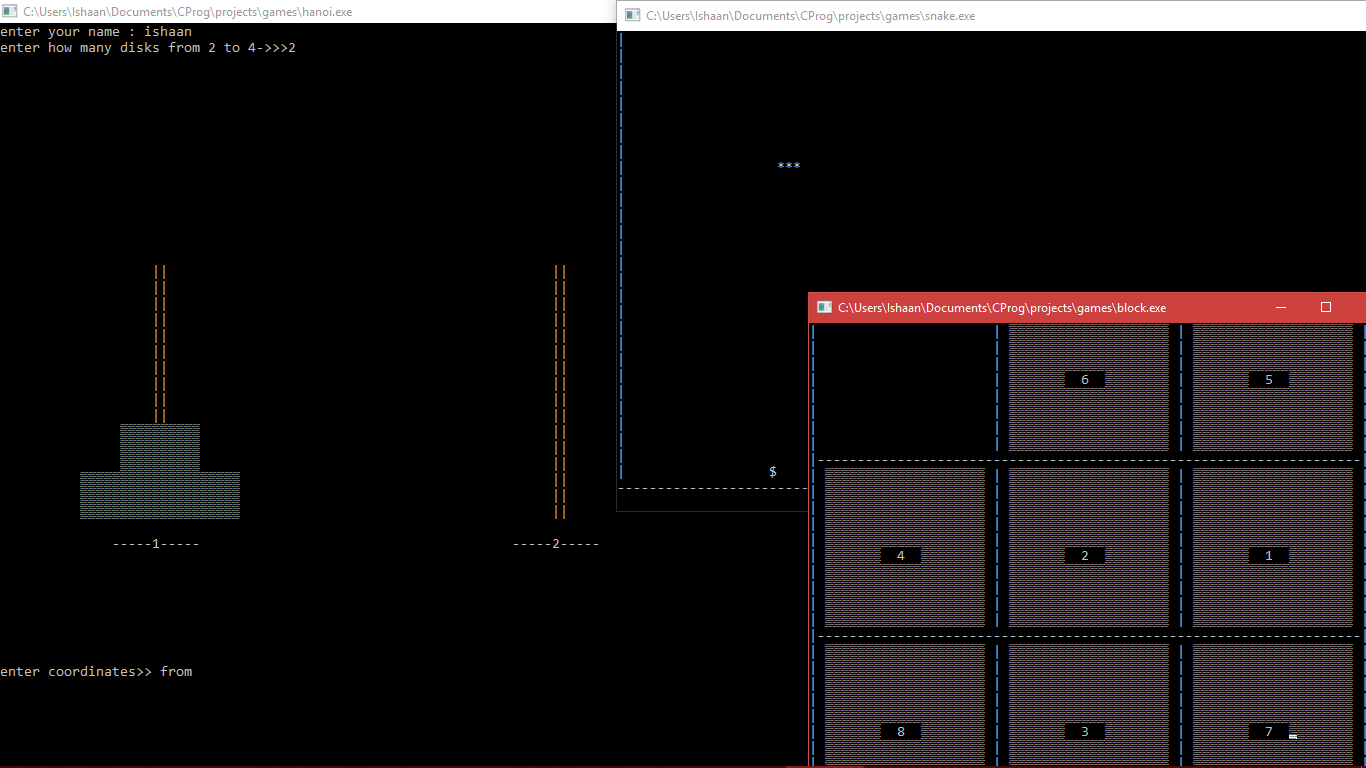 C:\Users\Ishaan\Documents\CProg\projects\games\hanoi.exe
enter your name : ishaan
enter how many disks from 2 to 4->>>2
-----1-----
-----2-----
enter coordinates>> from
C:\Users\Ishaan\Documents\CProg\projects\games\snake.exe
***
$
C:\Users\Ishaan\Documents\CProg\projects\games\block.exe
6 5
4 2 1
8 3 7